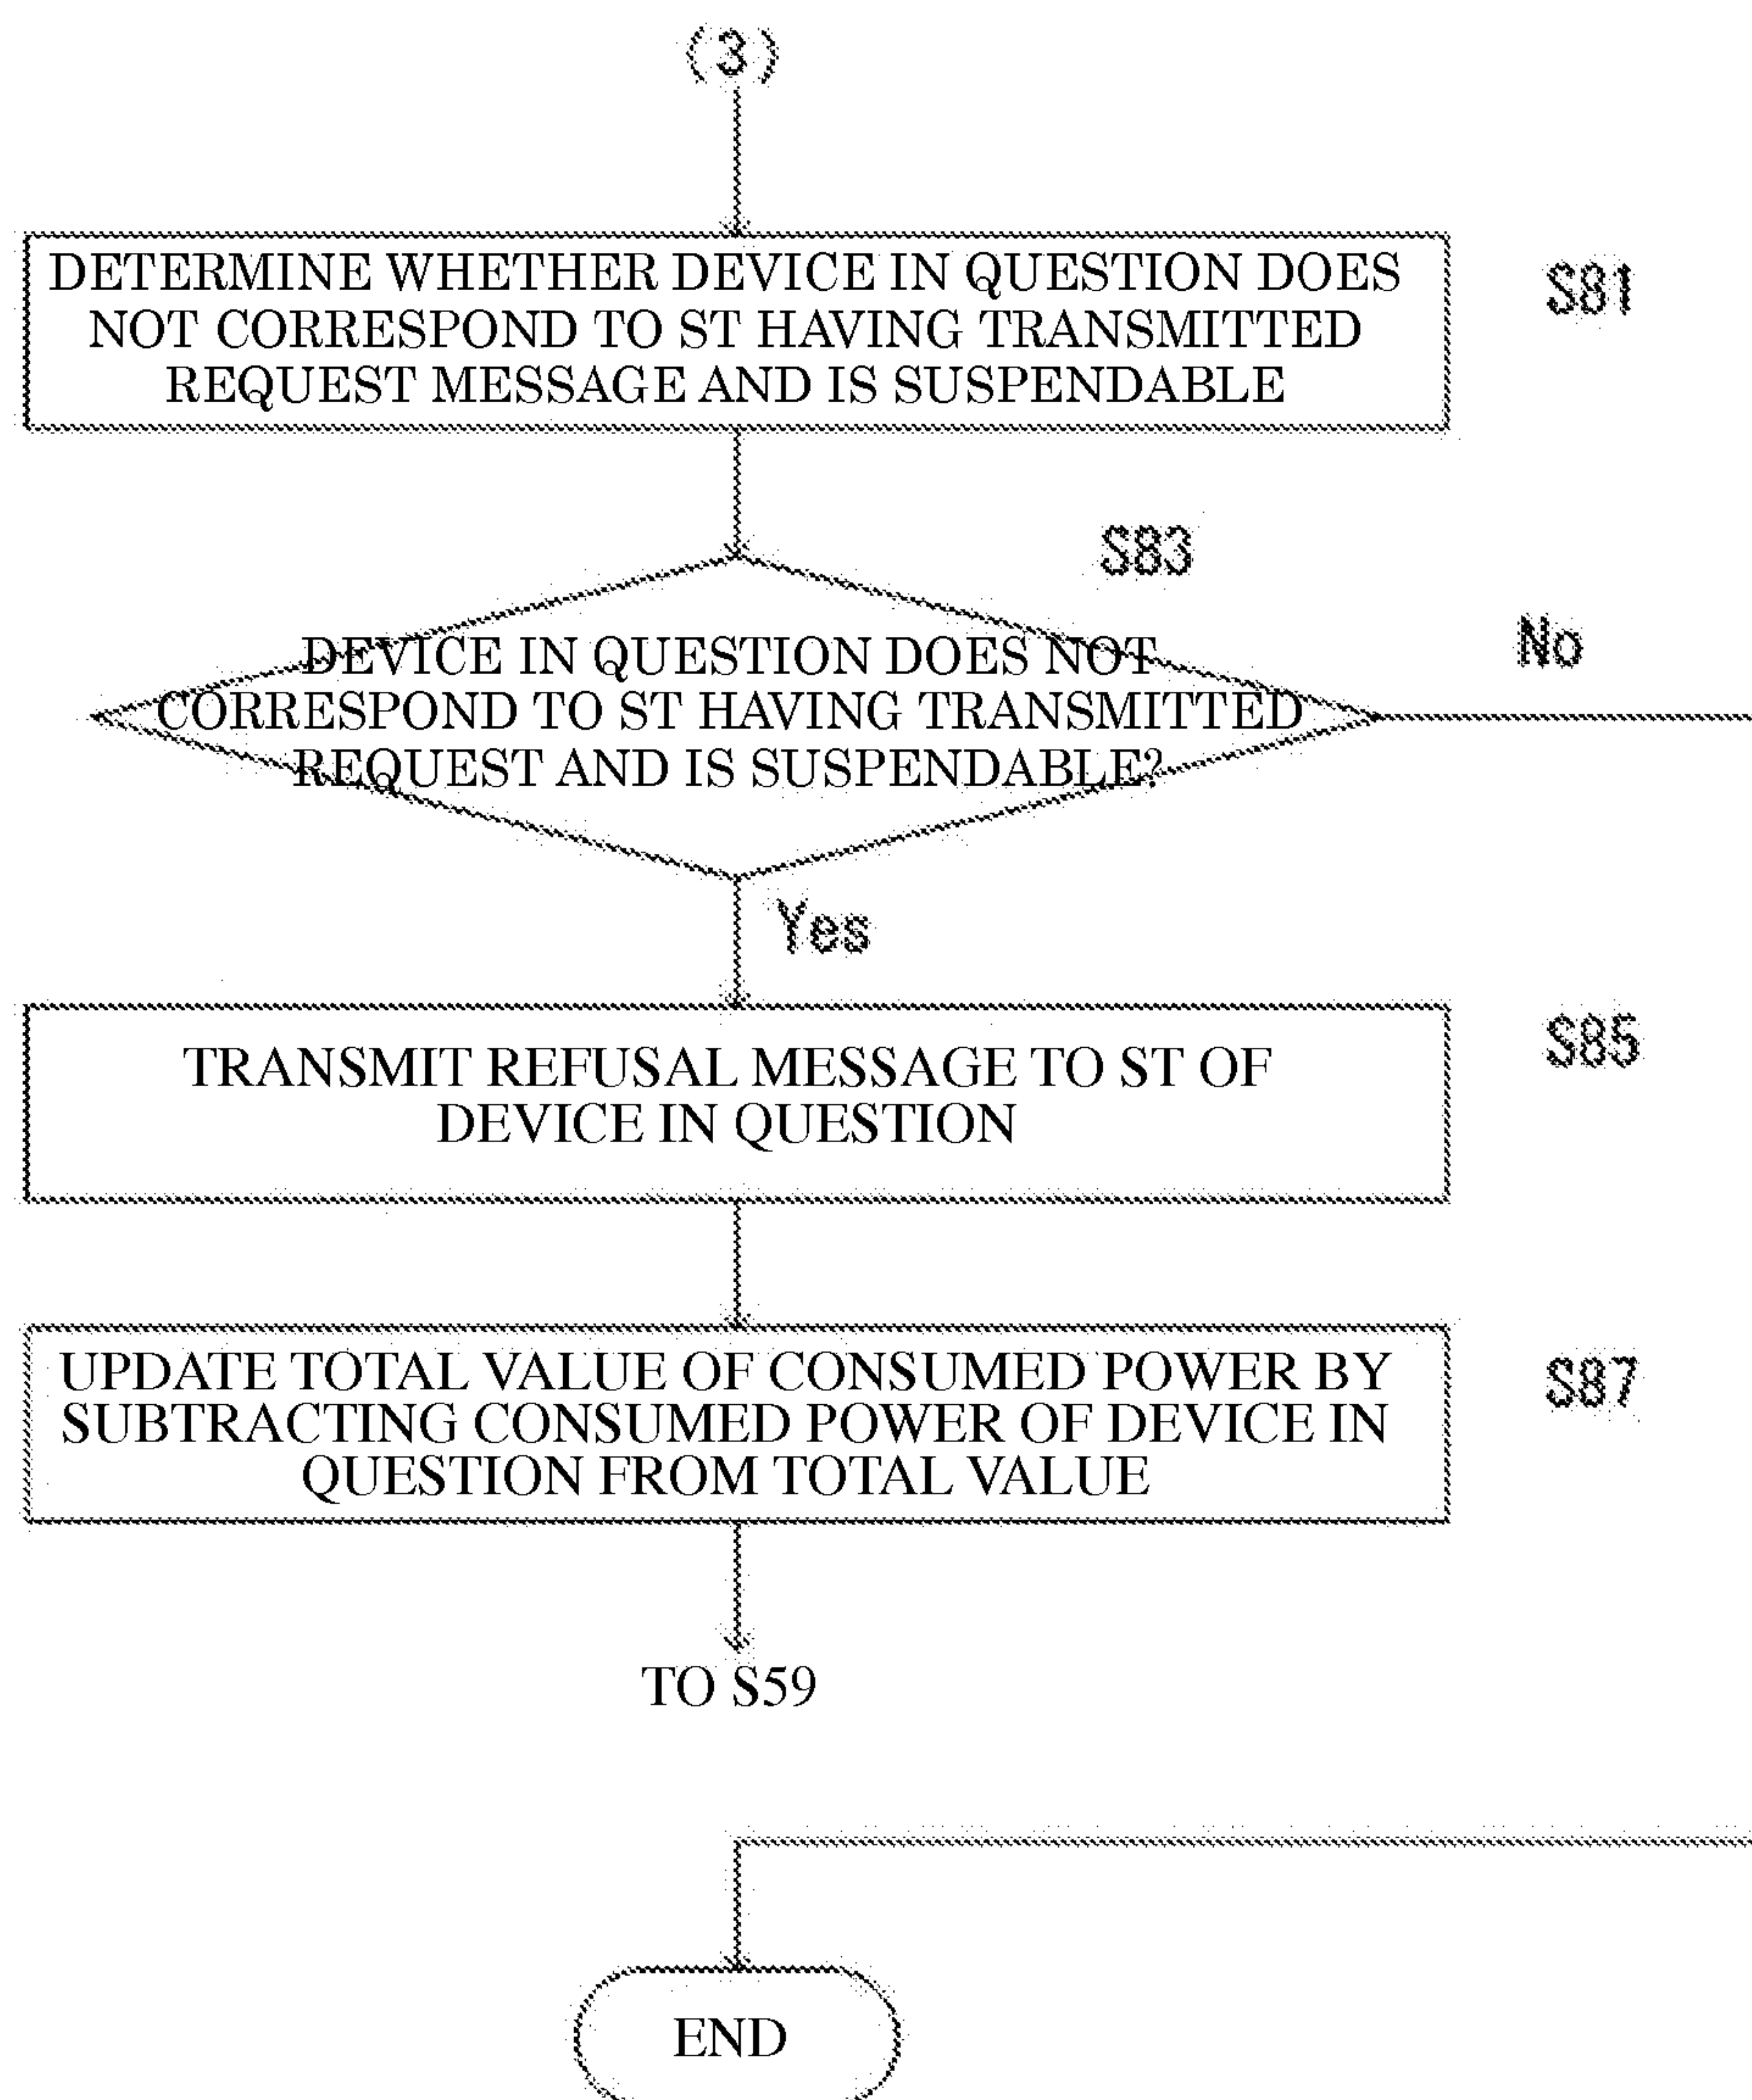 (3)
DETERMINE WHETHER DEVICE IN QUESTION DOES
NOT CORRESPOND TO ST HAVING TRANSMITTED
REQUEST MESSAGE AND IS SUSPENDABLE
S81
S83
DEVICE IN QUESTION DOES NOT
CORRESPOND TO ST HAVING TRANSMITTED
REQUEST AND IS SUSPENDABLE?
No
Yes
TRANSMIT REFUSAL MESSAGE TO ST OF
DEVICE IN QUESTION
S85
UPDATE TOTAL VALUE OF CONSUMED POWER BY
SUBTRACTING CONSUMED POWER OF DEVICE IN
QUESTION FROM TOTAL VALUE
S87
TO S59
END